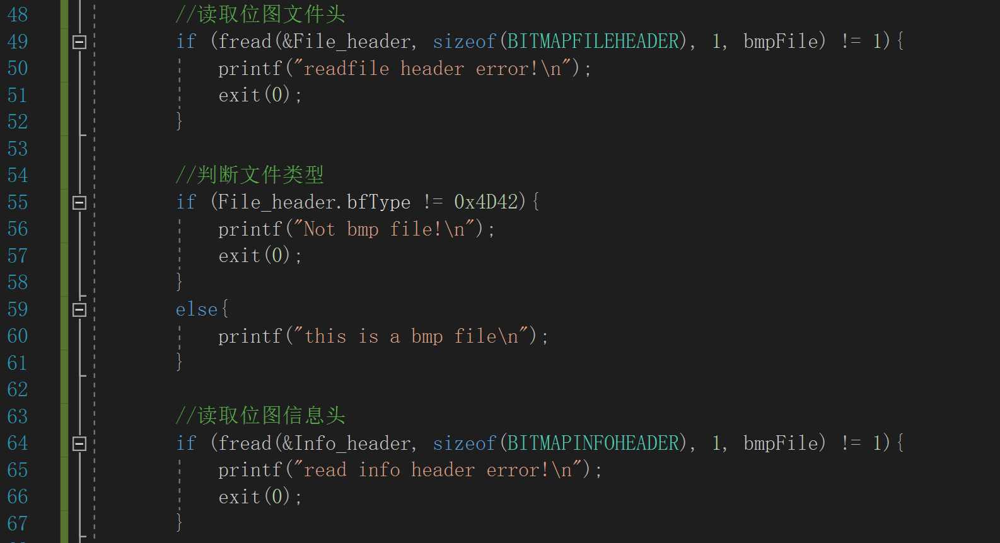 48 //读取位图文件头
49 if (fread(&File_header, sizeof(BITMAPFILEHEADER), 1, bmpFile) != 1){
50 printf("readfile header error!\n");
51 exit(0);
52 }
53
54 //判断文件类型
55 if (File_header.bfType != 0x4D42){
56 printf("Not bmp file!\n");
57 exit(0);
58 }
59 else{
60 printf("this is a bmp file\n");
61 }
62
63 //读取位图信息头
64 if (fread(&Info_header, sizeof(BITMAPINFOHEADER), 1, bmpFile) != 1){
65 printf("read info header error!\n");
66 exit(0);
67 }